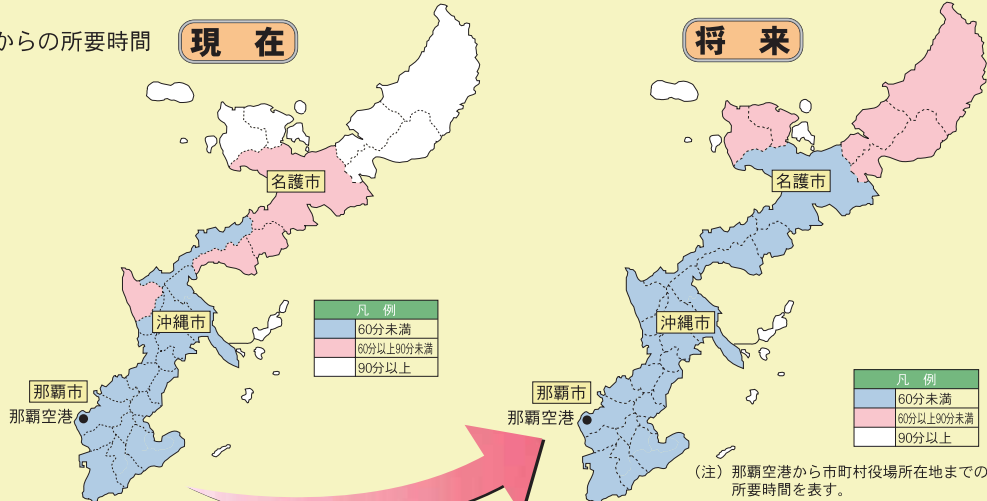 からの所要時間
現 在
名護市
沖縄市
那覇市
那覇空港
凡 例
60分未満
60分以上90分未満
90分以上
将 来
名護市
沖縄市
那覇市
那覇空港
凡 例
60分未満
60分以上90分未満
90分以上
(注) 那覇空港から市町村役場所在地までの
所要時間を表す。